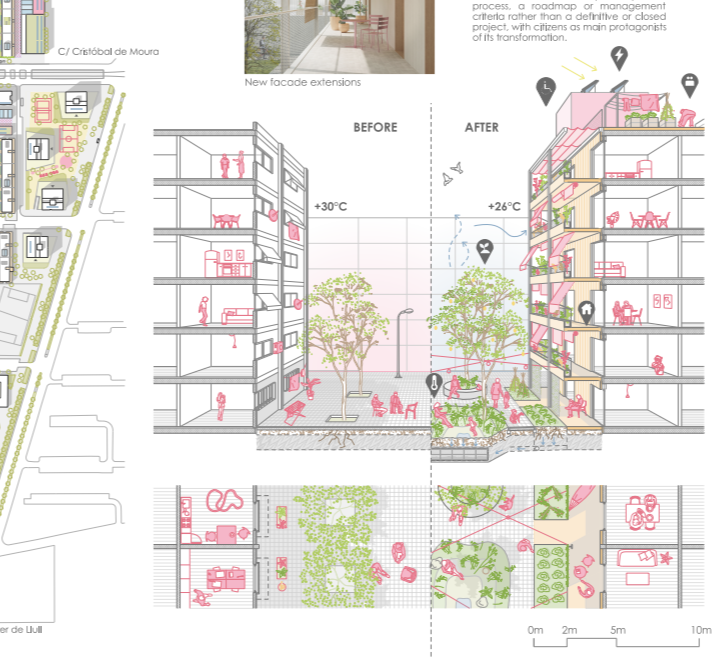 process, a roadmap or management
criteria rather than a definitive or closed
project, with citizens as main protagonists
of its transformation.
C/ Cristóbal de Moura
New facade extensions
BEFORE
AFTER
+30°C
+26°C
er de Llull
0m
2m
5m
10m